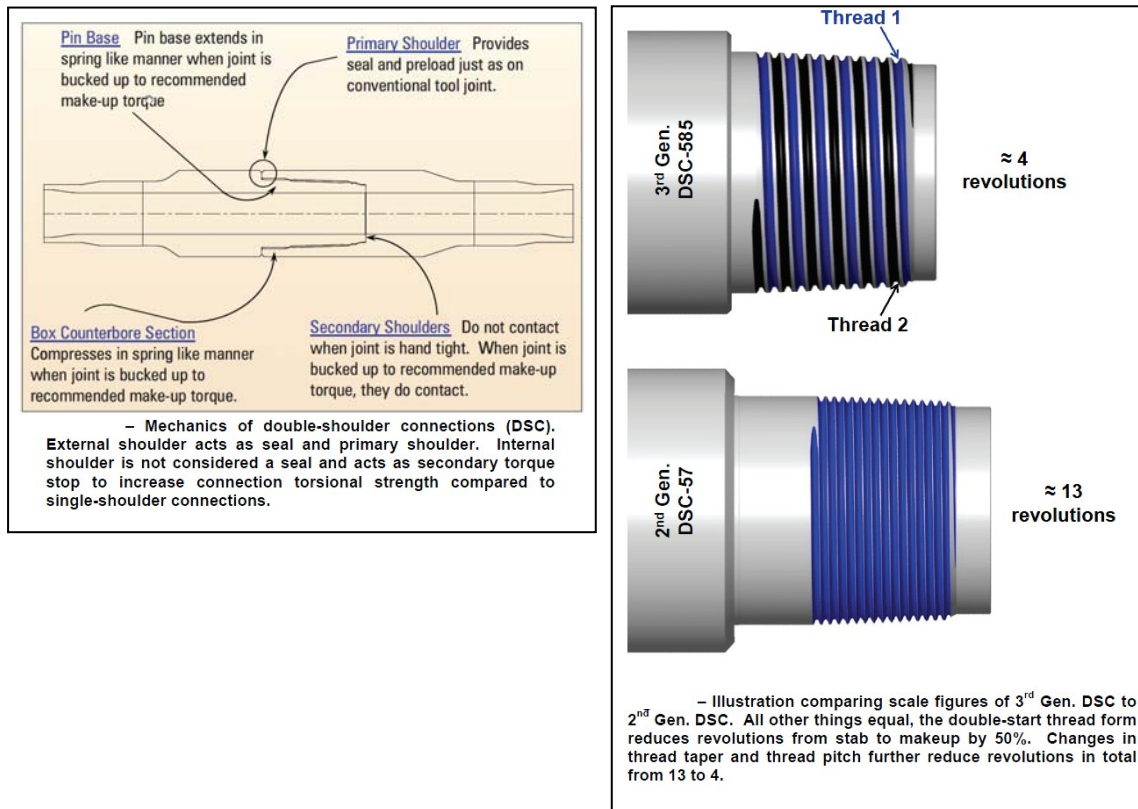 Pin Base Pin base extends in
spring like manner when joint is
bucked up to recommended
make-up torque
Primary Shoulder Provides
seal and preload just as on
conventional tool joint.
Box Counterbore Section
Compresses in spring like manner
when joint is bucked up to
recommended make-up torque.
Secondary Shoulders Do not contact
when joint is hand tight. When joint is
bucked up to recommended make-up
torque, they do contact.
– Mechanics of double-shoulder connections (DSC).
External shoulder acts as seal and primary shoulder. Internal
shoulder is not considered a seal and acts as secondary torque
stop to increase connection torsional strength compared to
single-shoulder connections.
Thread 1
3rd Gen.
DSC-585
≈ 4
revolutions
Thread 2
2nd Gen.
DSC-57
≈ 13
revolutions
– Illustration comparing scale figures of 3rd Gen. DSC to
2nd Gen. DSC. All other things equal, the double-start thread form
reduces revolutions from stab to makeup by 50%. Changes in
thread taper and thread pitch further reduce revolutions in total
from 13 to 4.